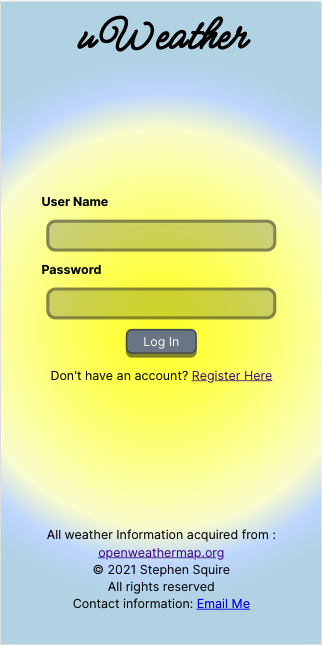 uWeather
User Name
Password
Log In
Don't have an account? Register Here
All weather Information acquired from :
openweathermap.org
© 2021 Stephen Squire
All rights reserved
Contact information: Email Me